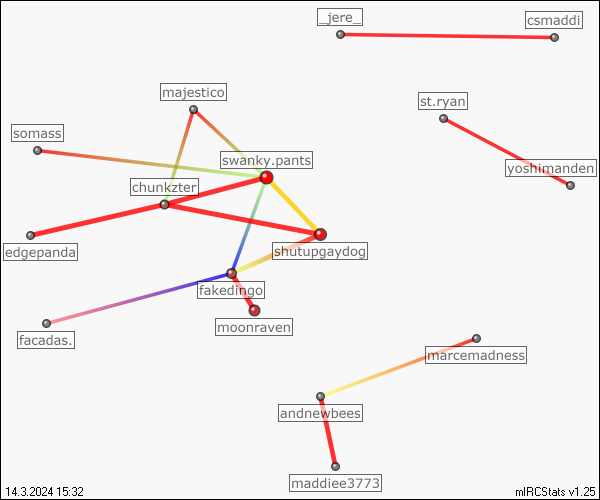 _jere_
csmaddi
majestico
st.ryan
somass
swanky.pants
yoshimanden
chunkzter
edgepanda
shutupgaydog
fakedingo
moonraven
facadas.
marcemadness
andnewbees
maddiee3773
14.3.2024 15:32
mIRCStats v1.25